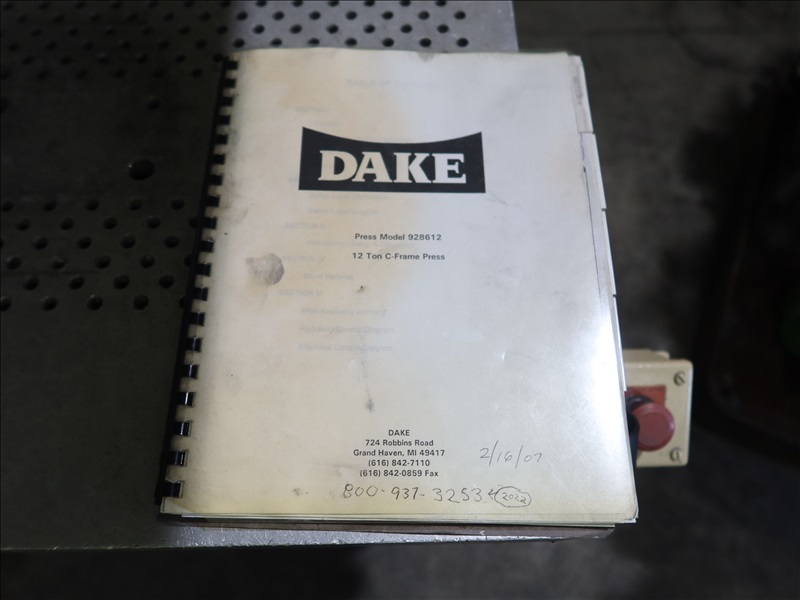 DAKE
Press Model 928612
12 Ton C-Frame Press
DAKE
724 Robbins Road
Grand Haven, MI 49417
(616) 842-7110
(616) 842-0859 Fax
2/16/07
800-937-3253
2022